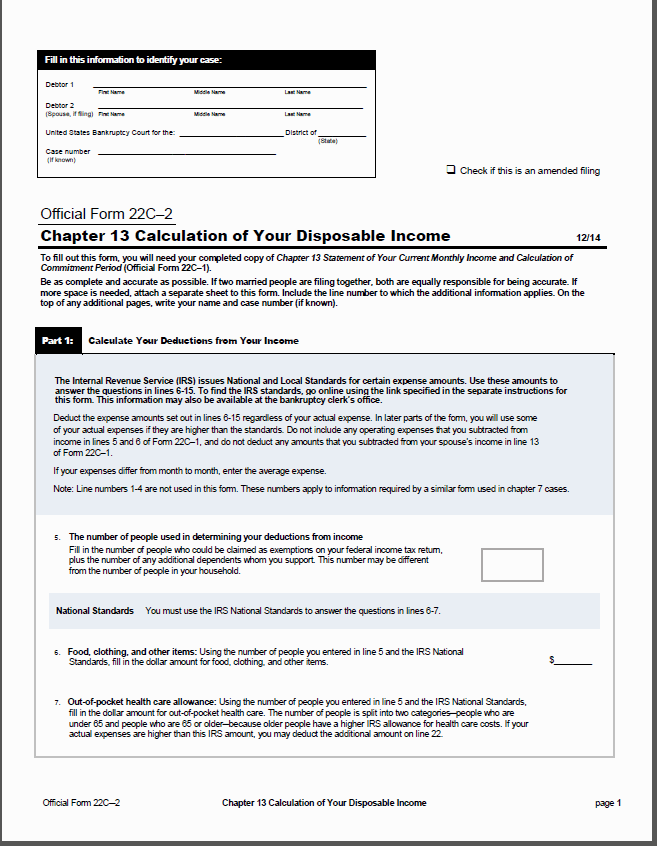 Fill in this information to identify your case:
Debtor 1
First Name Middle Name Last Name
Debtor 2
(Spouse, if filing) First Name Middle Name Last Name
United States Bankruptcy Court for the: District of
(State)
Case number
(If known)
❑ Check if this is an amended filing
Official Form 22C–2
Chapter 13 Calculation of Your Disposable Income 12/14
To fill out this form, you will need your completed copy of Chapter 13 Statement of Your Current Monthly Income and Calculation of
Commitment Period (Official Form 22C–1).
Be as complete and accurate as possible. If two married people are filing together, both are equally responsible for being accurate. If
more space is needed, attach a separate sheet to this form. Include the line number to which the additional information applies. On the
top of any additional pages, write your name and case number (if known).
Part 1: Calculate Your Deductions from Your Income
The Internal Revenue Service (IRS) issues National and Local Standards for certain expense amounts. Use these amounts to
answer the questions in lines 6-15. To find the IRS standards, go online using the link specified in the separate instructions for
this form. This information may also be available at the bankruptcy clerk's office.
Deduct the expense amounts set out in lines 6-15 regardless of your actual expense. In later parts of the form, you will use some
of your actual expenses if they are higher than the standards. Do not include any operating expenses that you subtracted from
income in lines 5 and 6 of Form 22C–1, and do not deduct any amounts that you subtracted from your spouse's income in line 13
of Form 22C–1.
If your expenses differ from month to month, enter the average expense.
Note: Line numbers 1-4 are not used in this form. These numbers apply to information required by a similar form used in chapter 7 cases.
5. The number of people used in determining your deductions from income
Fill in the number of people who could be claimed as exemptions on your federal income tax return,
plus the number of any additional dependents whom you support. This number may be different
from the number of people in your household.
National Standards You must use the IRS National Standards to answer the questions in lines 6-7.
6. Food, clothing, and other items: Using the number of people you entered in line 5 and the IRS National
Standards, fill in the dollar amount for food, clothing, and other items.
$________
7. Out-of-pocket health care allowance: Using the number of people you entered in line 5 and the IRS National Standards,
fill in the dollar amount for out-of-pocket health care. The number of people is split into two categories─people who are
under 65 and people who are 65 or older─because older people have a higher IRS allowance for health care costs. If your
actual expenses are higher than this IRS amount, you may deduct the additional amount on line 22.
Official Form 22C─2 Chapter 13 Calculation of Your Disposable Income page 1